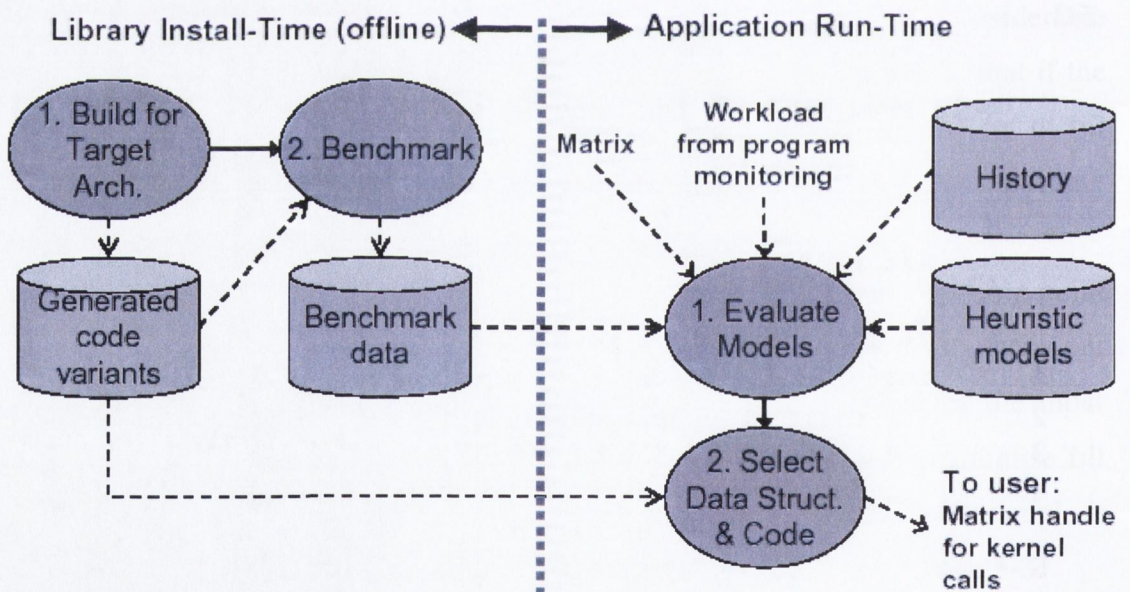 Library Install-Time (offline)
Application Run-Time
1. Build for
Target
Arch.
2. Benchmark
Matrix
Workload
from program
monitoring
History
Generated
code
variants
Benchmark
data
1. Evaluate
Models
Heuristic
models
2. Select
Data Struct.
& Code
To user:
Matrix handle
for kernel
calls